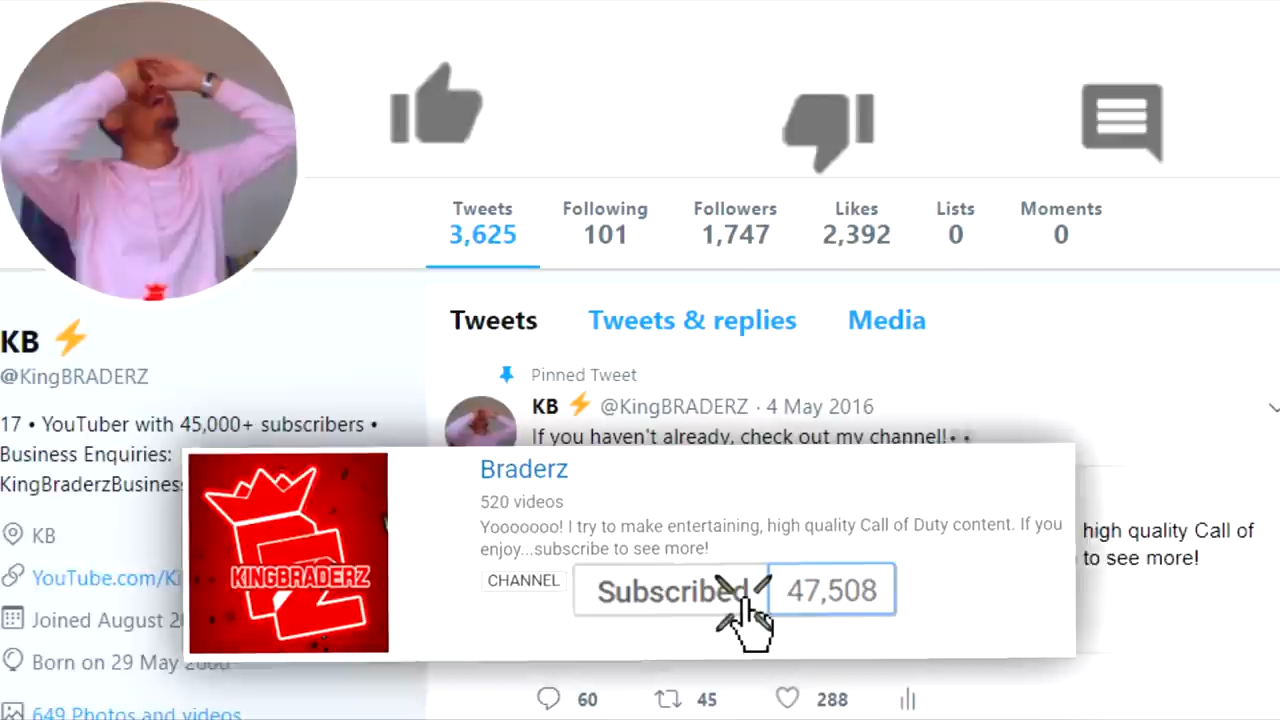 Tweets Following Followers Likes Lists Moments
3,625 101 1,747 2,392 0 0
KB
@KingBRADERZ
17 • YouTuber with 45,000+ subscribers •
Business Enquiries:
KingBraderzBusines
KB
YouTube.com/K
Joined August 2
Born on 29 May 2000
649 Photos and videos
Tweets Tweets & replies Media
Pinned Tweet
KB @KingBRADERZ · 4 May 2016
If you haven't already, check out my channel!
KINGBRADERZ
Braderz
520 videos
Yooooooo! I try to make entertaining, high quality Call of Duty content. If you
enjoy...subscribe to see more!
CHANNEL Subscribed 47,508
high quality Call of
to see more!
60 45 288